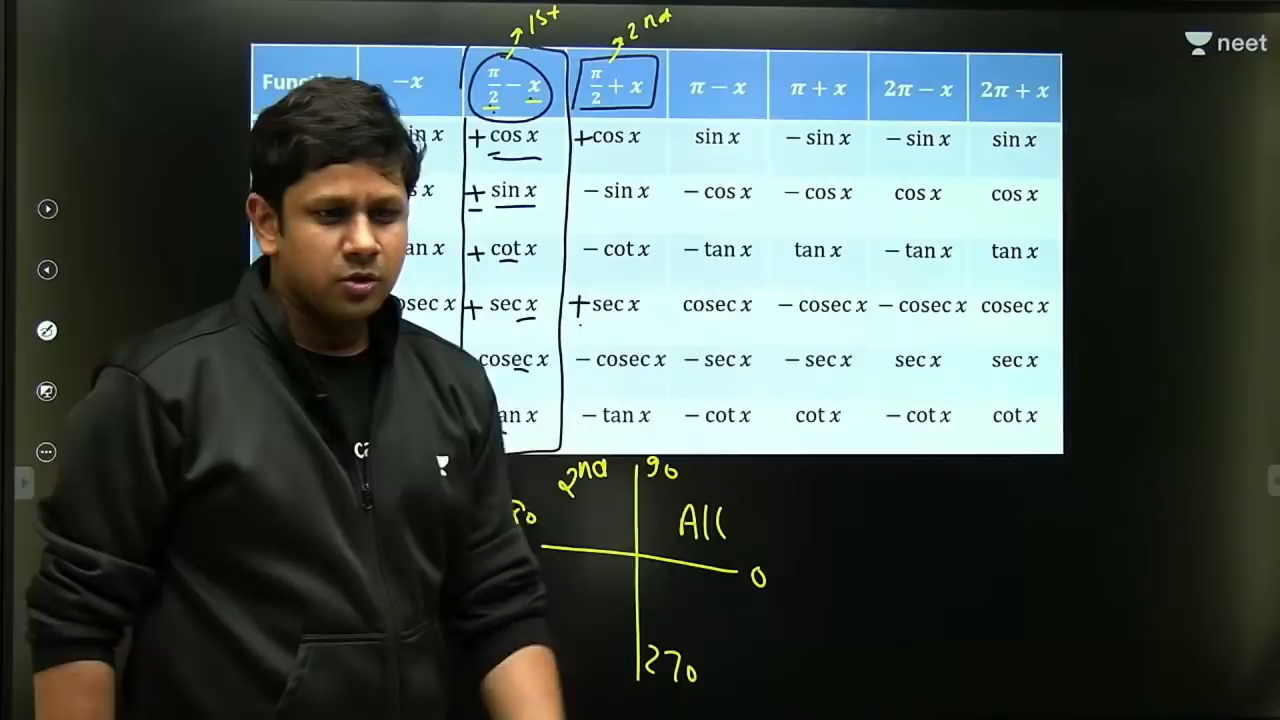 1st
2nd
neet
Func
−x
π/2 − x
π/2 + x
π − x
π + x
2π − x
2π + x
in x
+ cos x
+cos x
sin x
− sin x
− sin x
sin x
s x
+ sin x
− sin x
− cos x
− cos x
cos x
cos x
an x
+ cot x
− cot x
− tan x
tan x
− tan x
tan x
osec x
+ sec x
+ sec x
cosec x
− cosec x
− cosec x
cosec x
cosec x
− cosec x
− sec x
− sec x
sec x
sec x
an x
− tan x
− cot x
cot x
− cot x
cot x
2nd
90
All
0
270